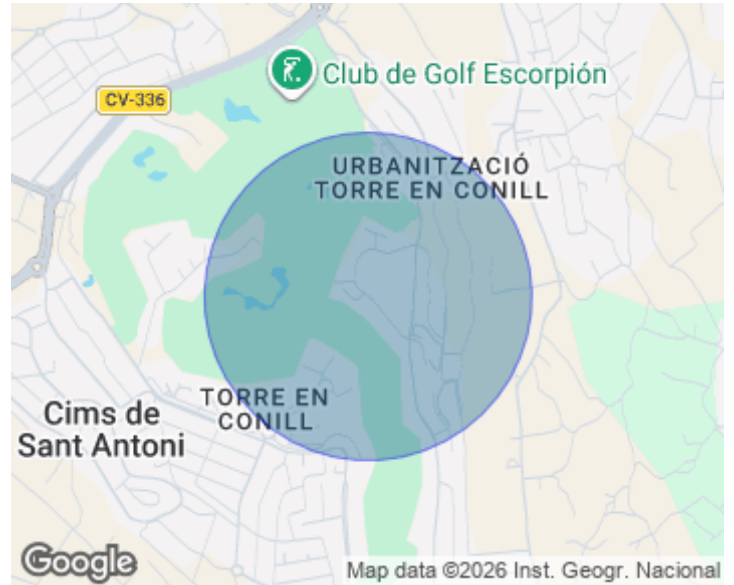 Club de Golf Escorpión
CV-336
URBANITZACIÓ
TORRE EN CONILL
TORRE EN
CONILL
Cims de
Sant Antoni
Google
Map data ©2026 Inst. Geogr. Nacional